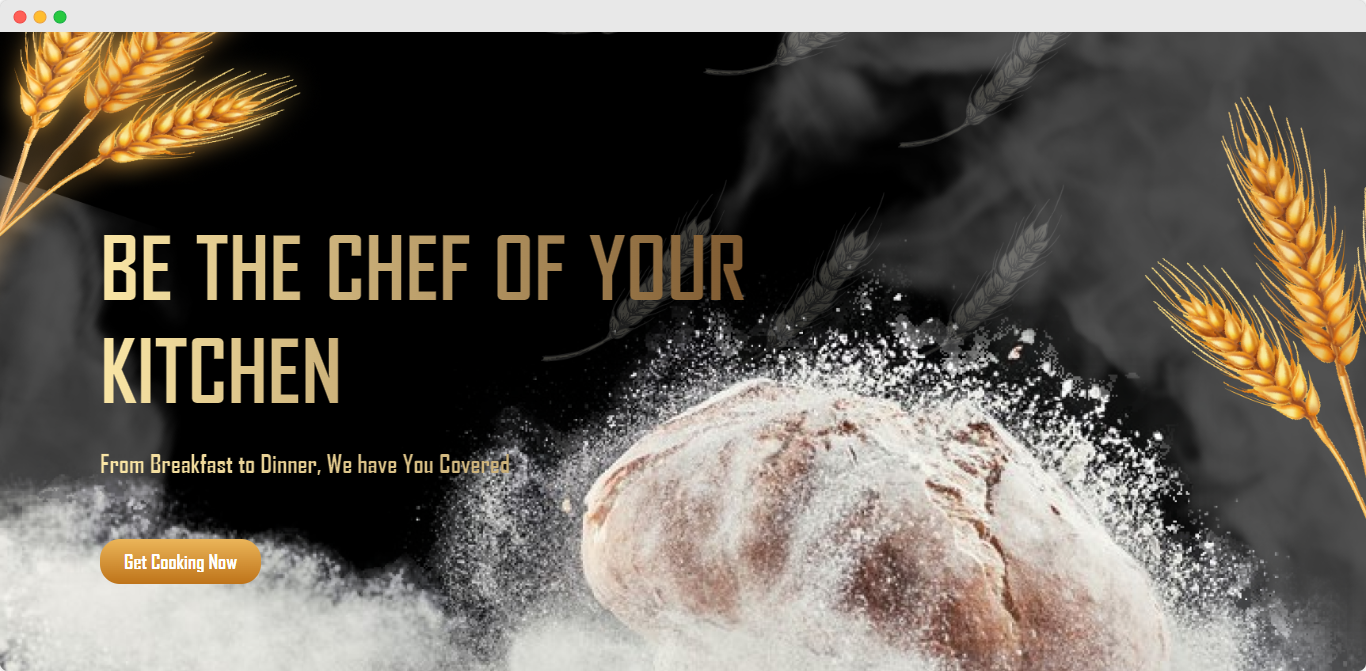 BE THE CHEF OF YOUR
KITCHEN
From Breakfast to Dinner, We have You Covered
Get Cooking Now